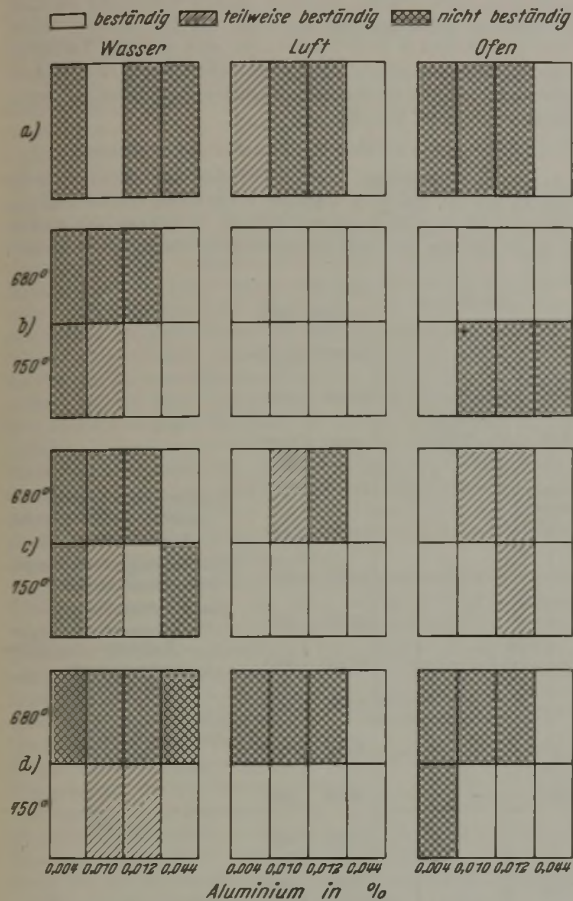 beständig teilweise beständig nicht beständig
Wasser Luft Ofen
a)
680°
b)
750°
680°
c)
750°
680°
d)
750°
0,004 0,010 0,012 0,044 0,004 0,010 0,012 0,044 0,004 0,010 0,012 0,044
Aluminium in %